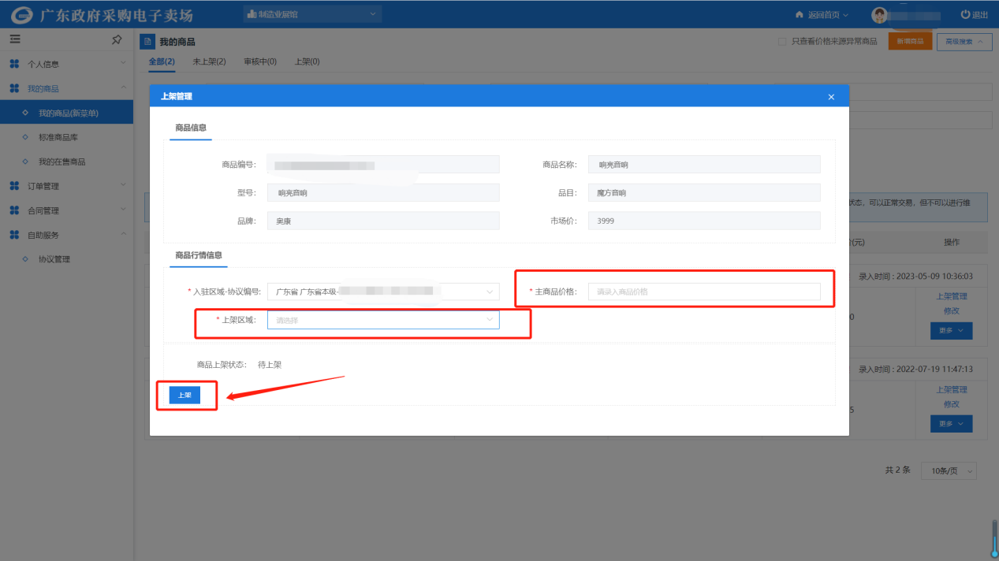 广东政府采购电子卖场
制造业展馆
返回首页
退出
个人信息
我的商品
我的商品(新菜单)
标准商品库
我的在售商品
订单管理
合同管理
自助服务
协议管理
我的商品
只查看价格来源异常商品
新增商品
高级搜索
全部(2) 未上架(2) 审核中(0) 上架(0)
上架管理
商品信息
商品编号:
商品名称: 响亮音响
型号: 响亮音响
品目: 魔方音响
品牌: 奥康
市场价: 3999
商品行情信息
* 入驻区域-协议编号: 广东省 广东省本级-
* 主商品价格: 请录入商品价格
* 上架区域: 请选择
商品上架状态: 待上架
上架
状态，可以正常交易，但不可以进行维
(元) 操作
录入时间 : 2023-05-09 10:36:03
0
上架管理
修改
更多
录入时间 : 2022-07-19 11:47:13
5
上架管理
修改
更多
共 2 条 10条/页